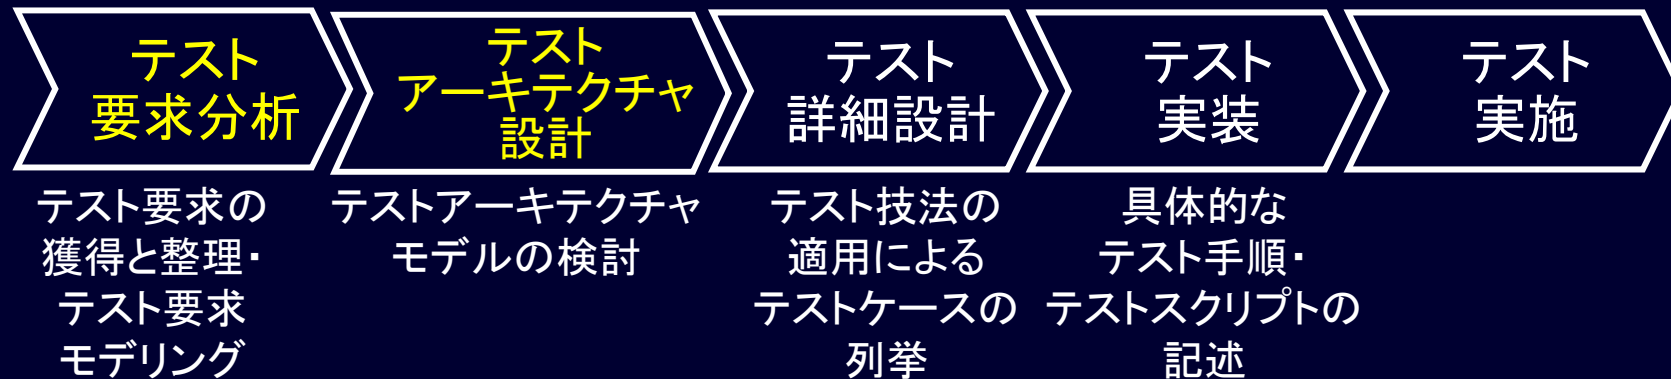 テスト
要求分析
テスト
アーキテクチャ
設計
テスト
詳細設計
テスト
実装
テスト
実施
テスト要求の
獲得と整理・
テスト要求
モデリング
テストアーキテクチャ
モデルの検討
テスト技法の
適用による
テストケースの
列挙
具体的な
テスト手順・
テストスクリプトの
記述